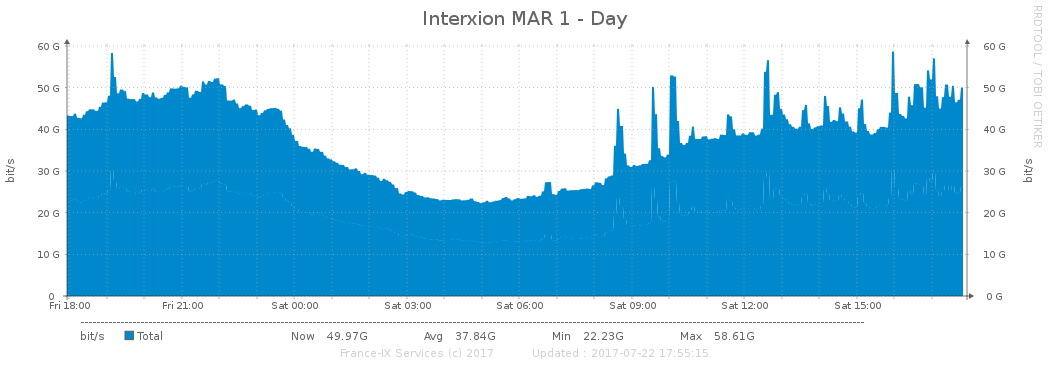 Interxion MAR 1 - Day
RRDTOOL / TOBI OETIKER
60 G 60 G
50 G 50 G
40 G 40 G
30 G 30 G
20 G 20 G
10 G 10 G
0 0 G
bit/s bit/s
Fri 18:00 Fri 21:00 Sat 00:00 Sat 03:00 Sat 06:00 Sat 09:00 Sat 12:00 Sat 15:00
bit/s Total Now 49.97G Avg 37.84G Min 22.23G Max 58.61G
France-IX Services (c) 2017 Updated : 2017-07-22 17:55:15